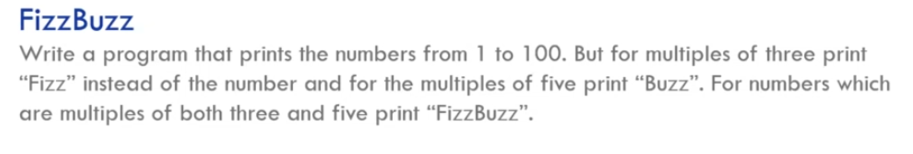 FizzBuzz
Write a program that prints the numbers from 1 to 100. But for multiples of three print
“Fizz” instead of the number and for the multiples of five print “Buzz”. For numbers which
are multiples of both three and five print “FizzBuzz”.